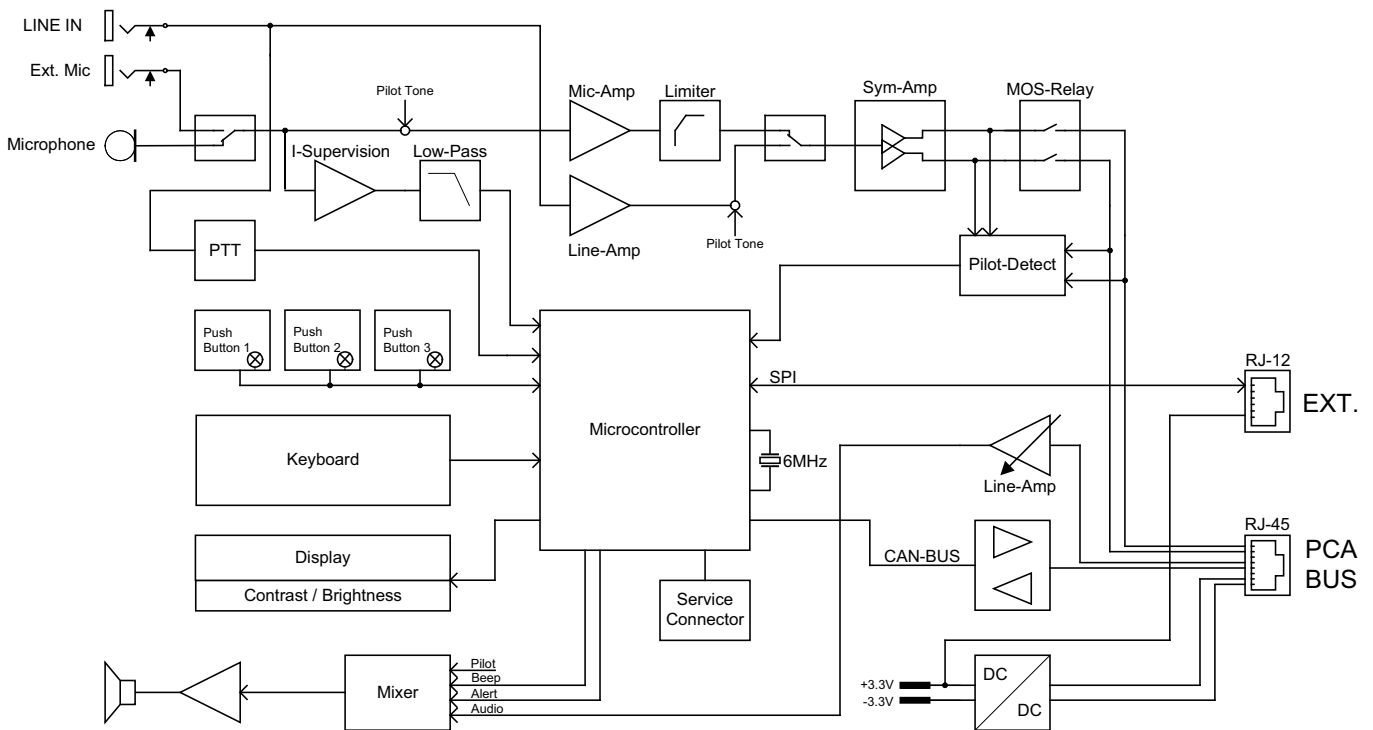 LINE IN
Ext. Mic
Microphone
Pilot Tone
I-Supervision
Low-Pass
Mic-Amp
Limiter
Line-Amp
Pilot Tone
Sym-Amp
MOS-Relay
Pilot-Detect
PTT
Push
Button 1
Push
Button 2
Push
Button 3
Microcontroller
SPI
RJ-12
EXT.
Keyboard
6MHz
Line-Amp
Display
Contrast / Brightness
CAN-BUS
RJ-45
PCA
BUS
Service
Connector
Mixer
Pilot
Beep
Alert
Audio
+3.3V
-3.3V
DC
DC